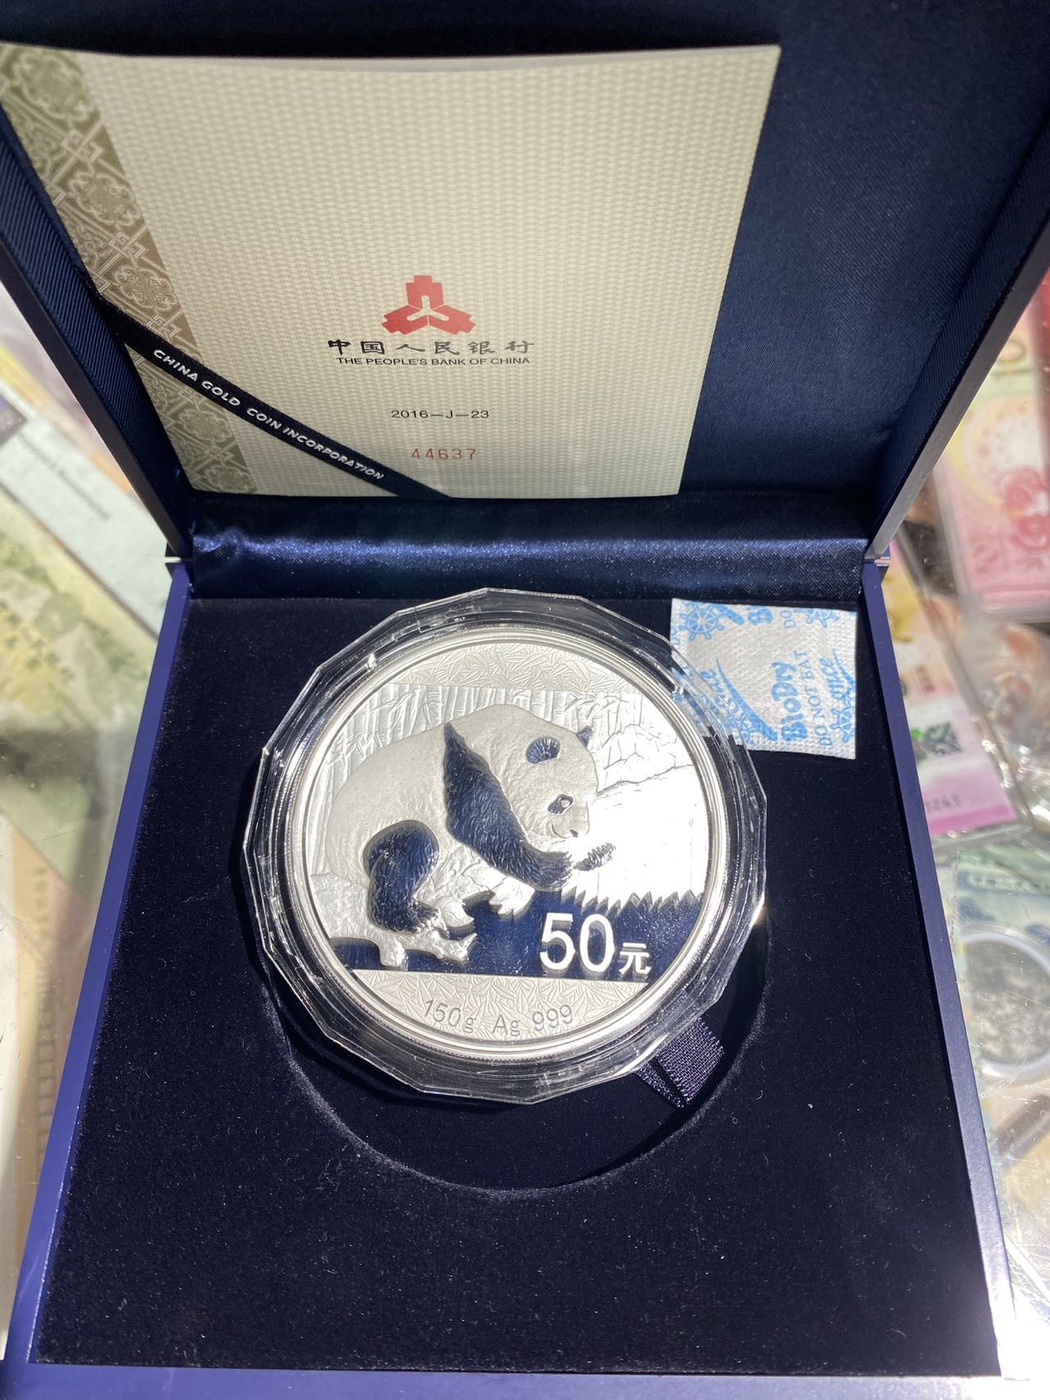 中国人民银行
THE PEOPLE'S BANK OF CHINA
2016-J-23
44637
CHINA GOLD COIN INCORPORATION
BioDry
DO NOT EAT
50元
150g Ag 999